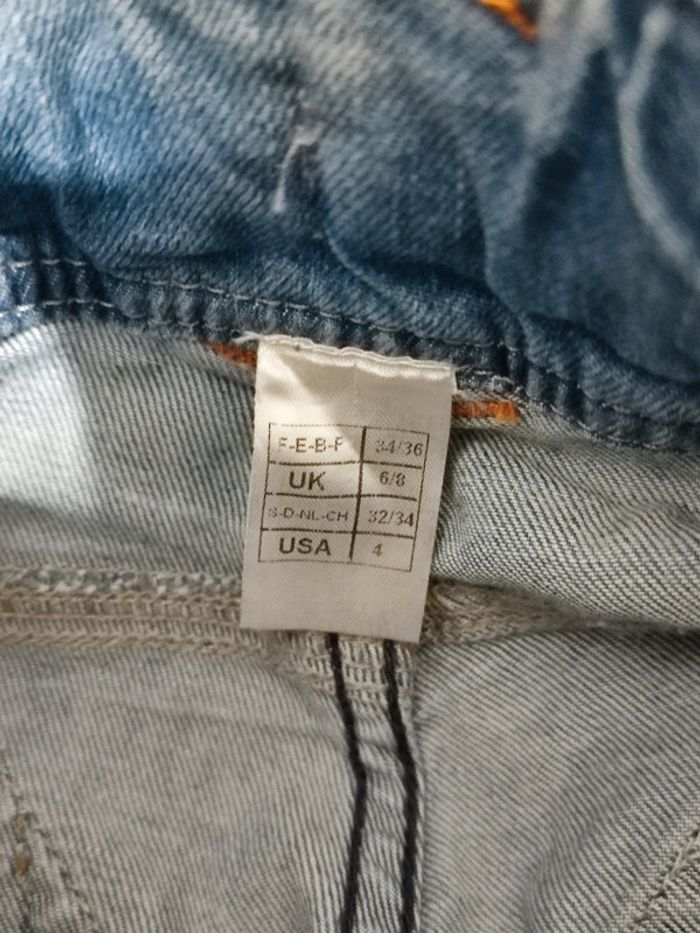 F-E-B-P 34/36
UK 6/8
S-D-NL-CH 32/34
USA 4